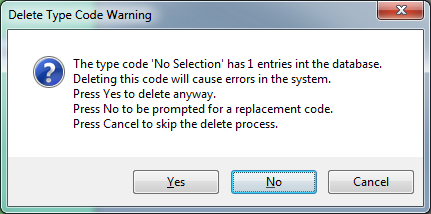 Delete Type Code Warning
The type code 'No Selection' has 1 entries int the database.
Deleting this code will cause errors in the system.
Press Yes to delete anyway.
Press No to be prompted for a replacement code.
Press Cancel to skip the delete process.
Yes No Cancel